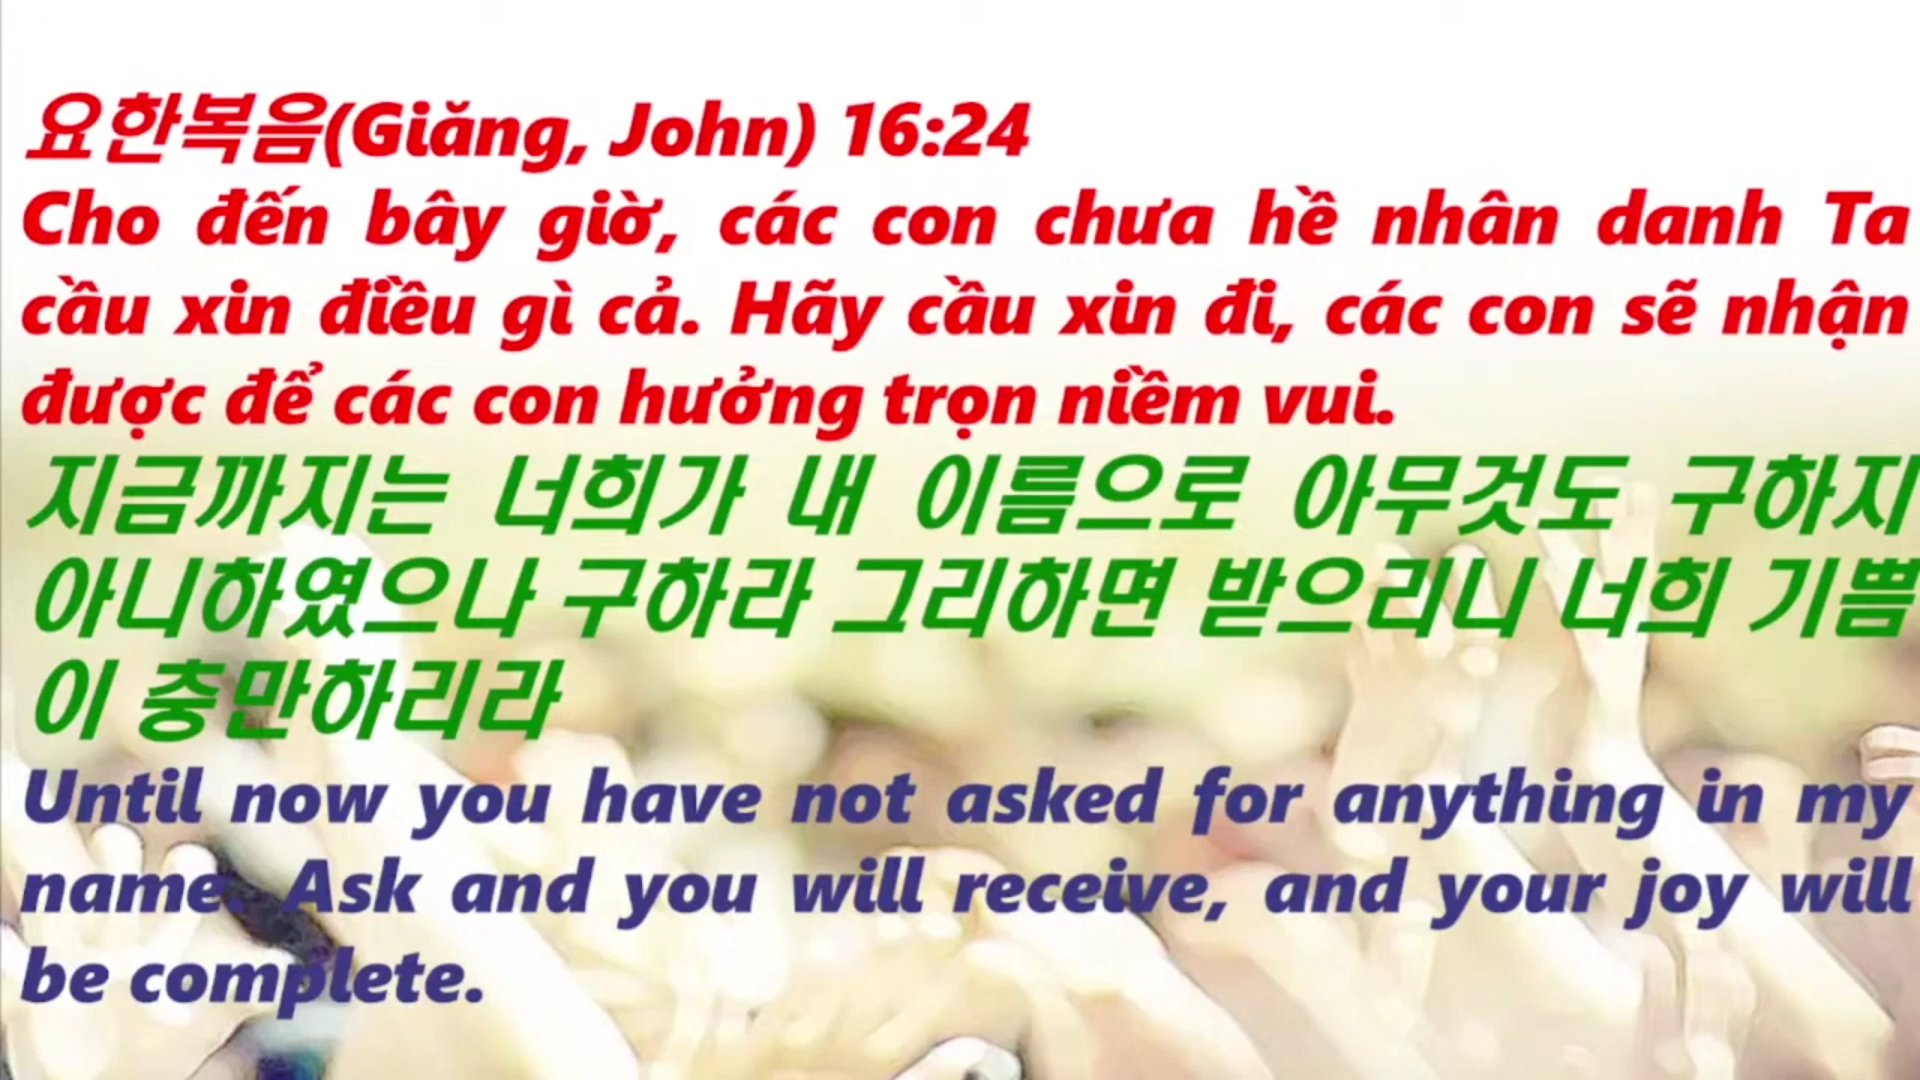 요한복음(Giăng, John) 16:24
Cho đến bây giờ, các con chưa hề nhân danh Ta
cầu xin điều gì cả. Hãy cầu xin đi, các con sẽ nhận
được để các con hưởng trọn niềm vui.
지금까지는 너희가 내 이름으로 아무것도 구하지
아니하였으나 구하라 그리하면 받으리니 너희 기쁨
이 충만하리라
Until now you have not asked for anything in my
name. Ask and you will receive, and your joy will
be complete.